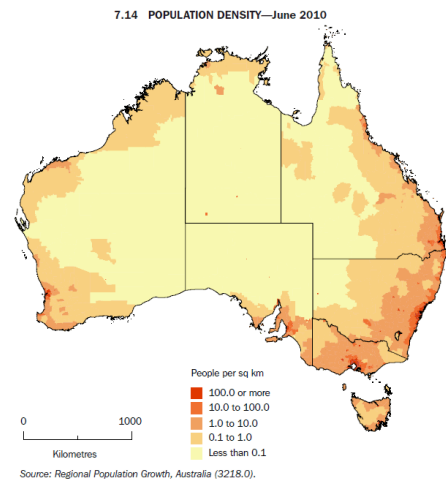 7.14 POPULATION DENSITY—June 2010
People per sq km
100.0 or more
10.0 to 100.0
1.0 to 10.0
0.1 to 1.0
Less than 0.1
0 1000
Kilometres
Source: Regional Population Growth, Australia (3218.0).